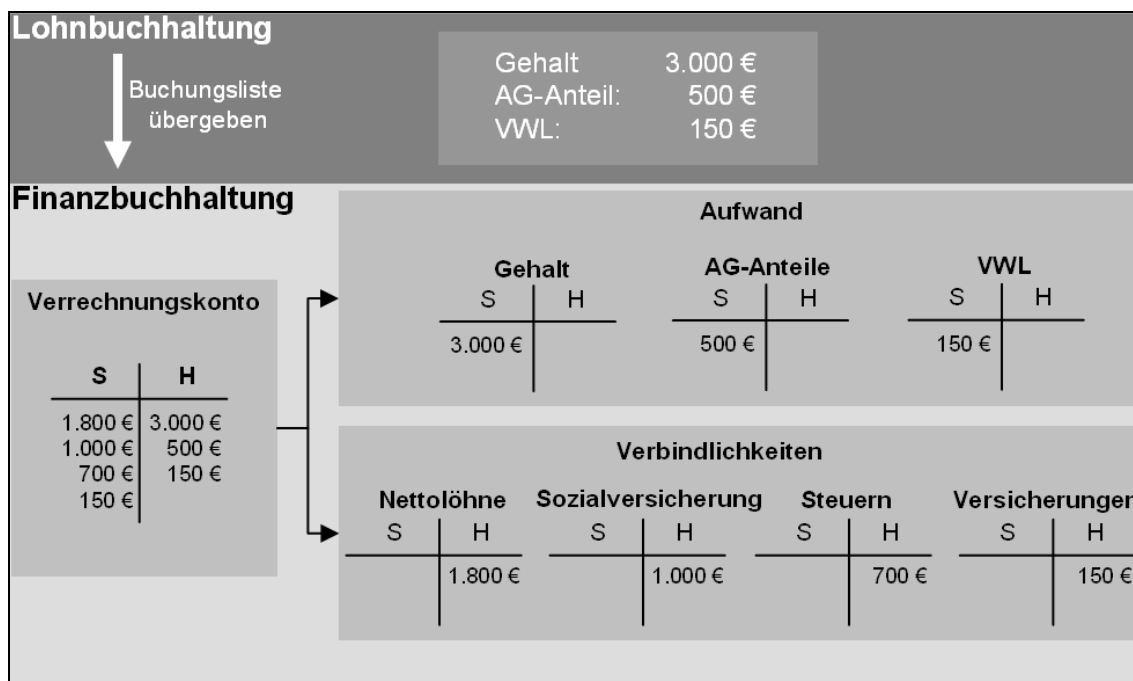 Lohnbuchhaltung
Buchungsliste
übergeben
Gehalt 3.000 €
AG-Anteil: 500 €
VWL: 150 €
Finanzbuchhaltung
Verrechnungskonto
S H
1.800 € 3.000 €
1.000 € 500 €
700 € 150 €
150 €
Aufwand
Gehalt AG-Anteile VWL
S H S H S H
3.000 € 500 € 150 €
Verbindlichkeiten
Nettolöhne Sozialversicherung Steuern Versicherungen
S H S H S H S H
1.800 € 1.000 € 700 € 150 €